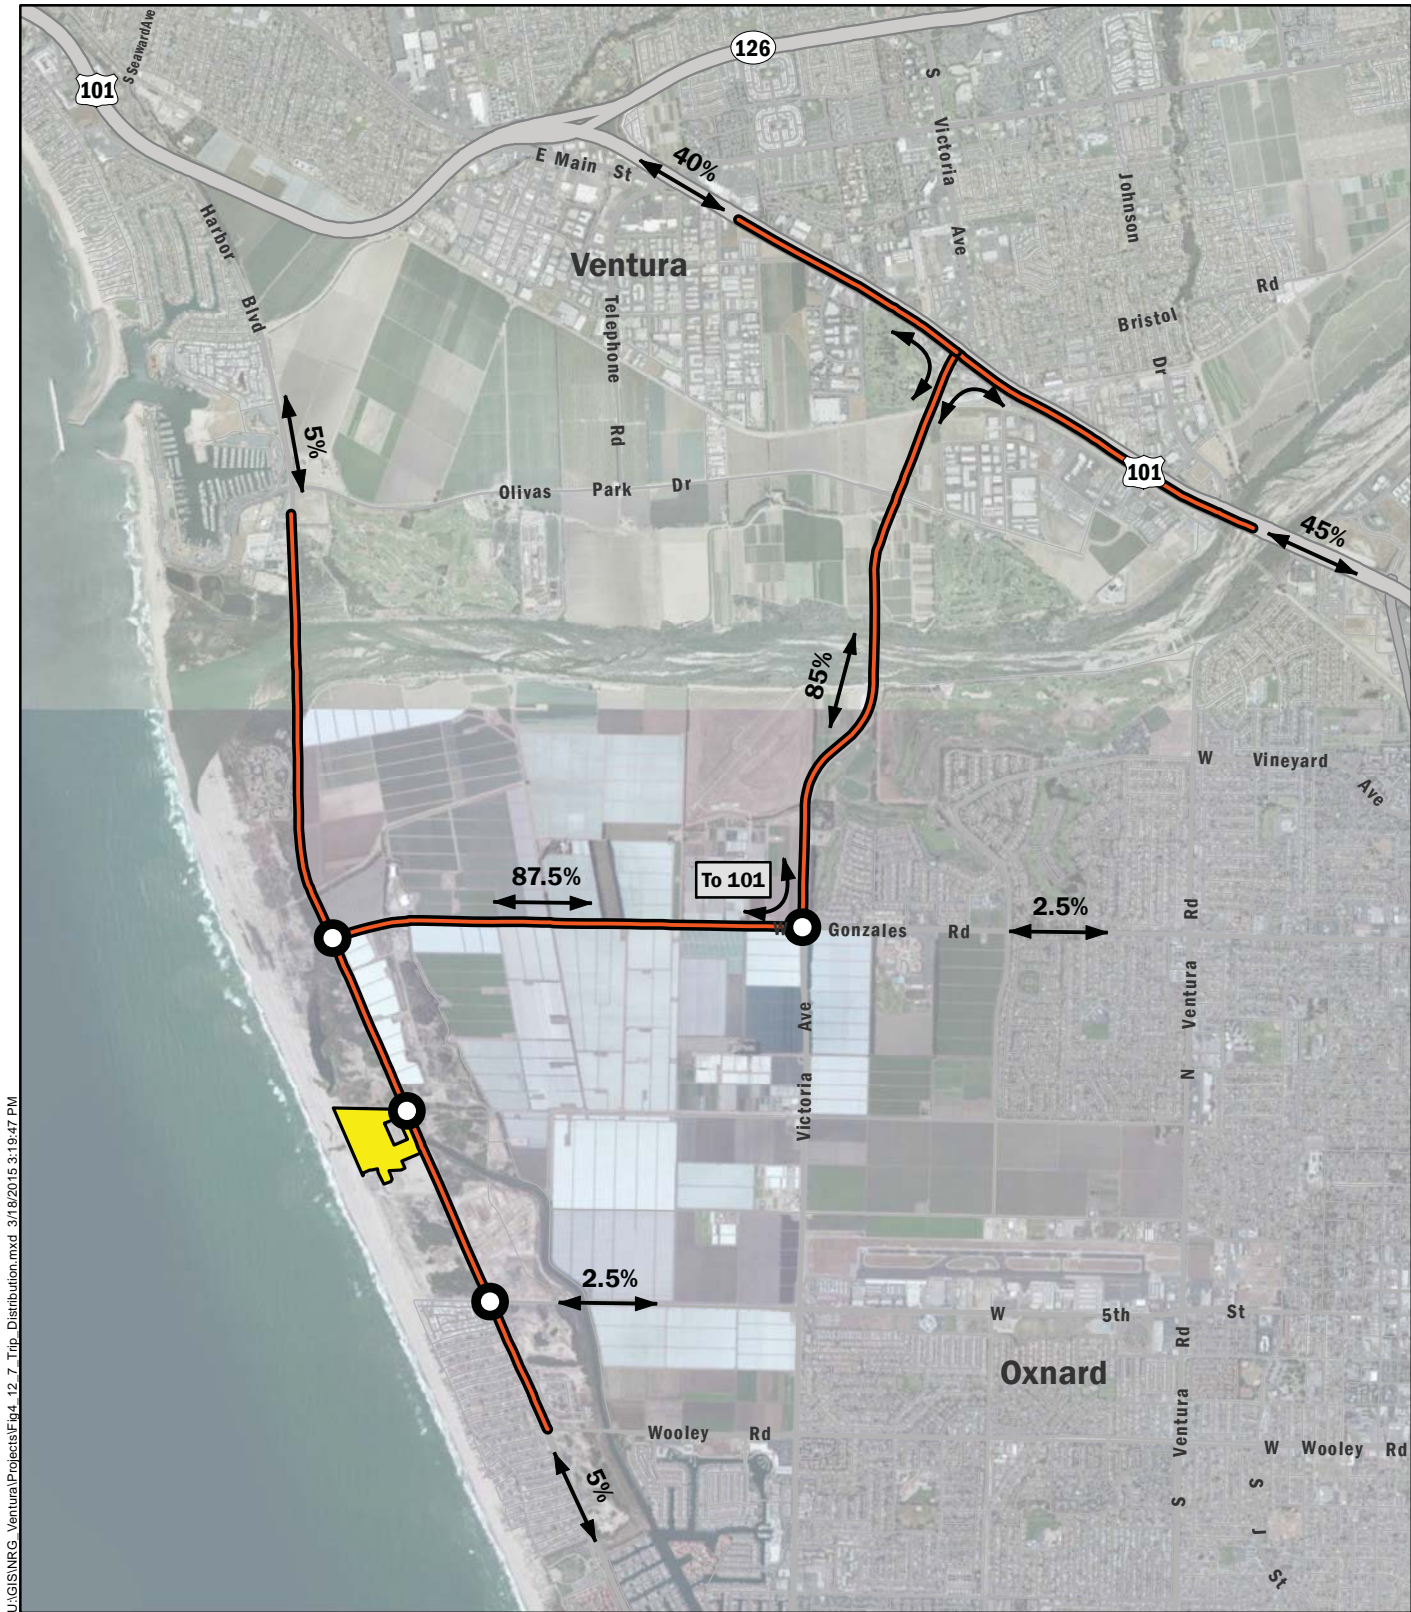 126
101
S Seaward Ave
S Victoria Ave
40%
E Main St
Johnson Dr
Harbor Blvd
Ventura
Telephone Rd
Bristol Rd
5%
101
Olivas Park Dr
45%
85%
W Vineyard Ave
87.5%
To 101
2.5%
W Gonzales Rd
N Ventura Rd
Victoria Ave
2.5%
W 5th St
S Ventura Rd
Oxnard
Wooley Rd
W Wooley Rd
5%
S J St
U:\GIS\NRG_Ventura\Projects\Fig4_12_7_Trip_Distribution.mxd 3/18/2015 3:19:47 PM